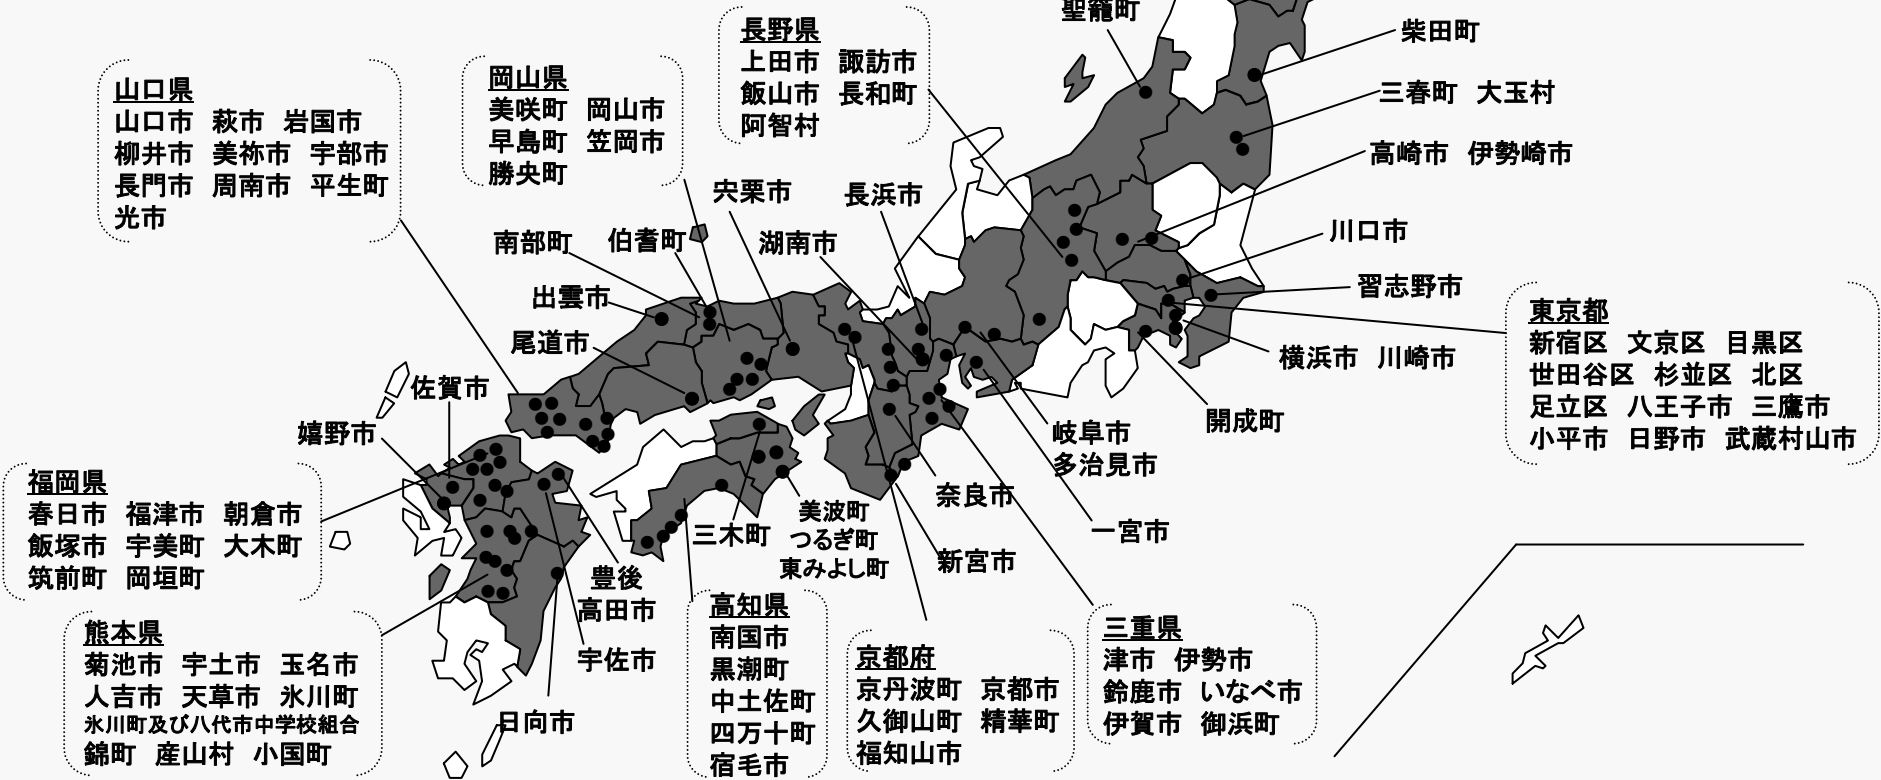 聖籠町
柴田町
三春町 大玉村
高崎市 伊勢崎市
川口市
習志野市
横浜市 川崎市
開成町
東京都
新宿区 文京区 目黒区
世田谷区 杉並区 北区
足立区 八王子市 三鷹市
小平市 日野市 武蔵村山市
長野県
上田市 諏訪市
飯山市 長和町
阿智村
岡山県
美咲町 岡山市
早島町 笠岡市
勝央町
山口県
山口市 萩市 岩国市
柳井市 美祢市 宇部市
長門市 周南市 平生町
光市
宍栗市
長浜市
南部町
伯耆町
湖南市
出雲市
尾道市
佐賀市
嬉野市
福岡県
春日市 福津市 朝倉市
飯塚市 宇美町 大木町
筑前町 岡垣町
熊本県
菊池市 宇土市 玉名市
人吉市 天草市 氷川町
氷川町及び八代市中学校組合
錦町 産山村 小国町
日向市
宇佐市
豊後
高田市
三木町
美波町
つるぎ町
東みよし町
高知県
南国市
黒潮町
中土佐町
四万十町
宿毛市
京都府
京丹波町 京都市
久御山町 精華町
福知山市
新宮市
奈良市
一宮市
岐阜市
多治見市
三重県
津市 伊勢市
鈴鹿市 いなべ市
伊賀市 御浜町